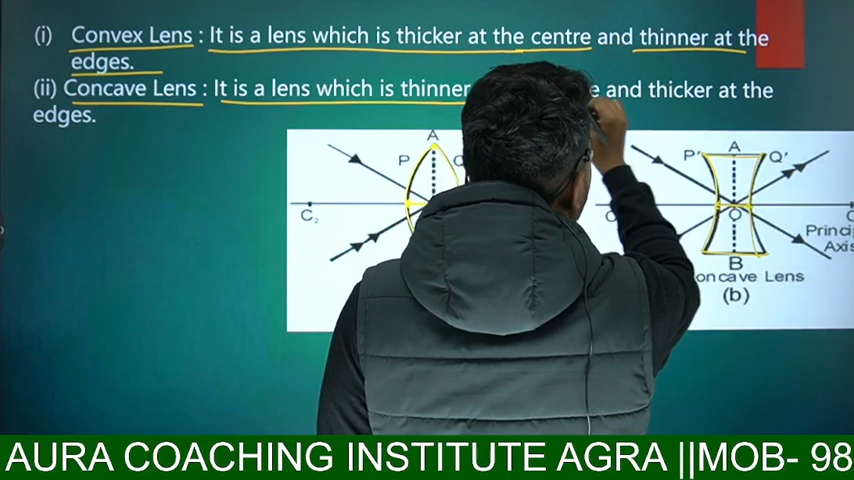 (i) Convex Lens : It is a lens which is thicker at the centre and thinner at the
edges.
(ii) Concave Lens : It is a lens which is thinner and thicker at the
edges.
A
P
C₂
P' A Q'
O
Princi
Axis
B
oncave Lens
(b)
AURA COACHING INSTITUTE AGRA ||MOB- 98